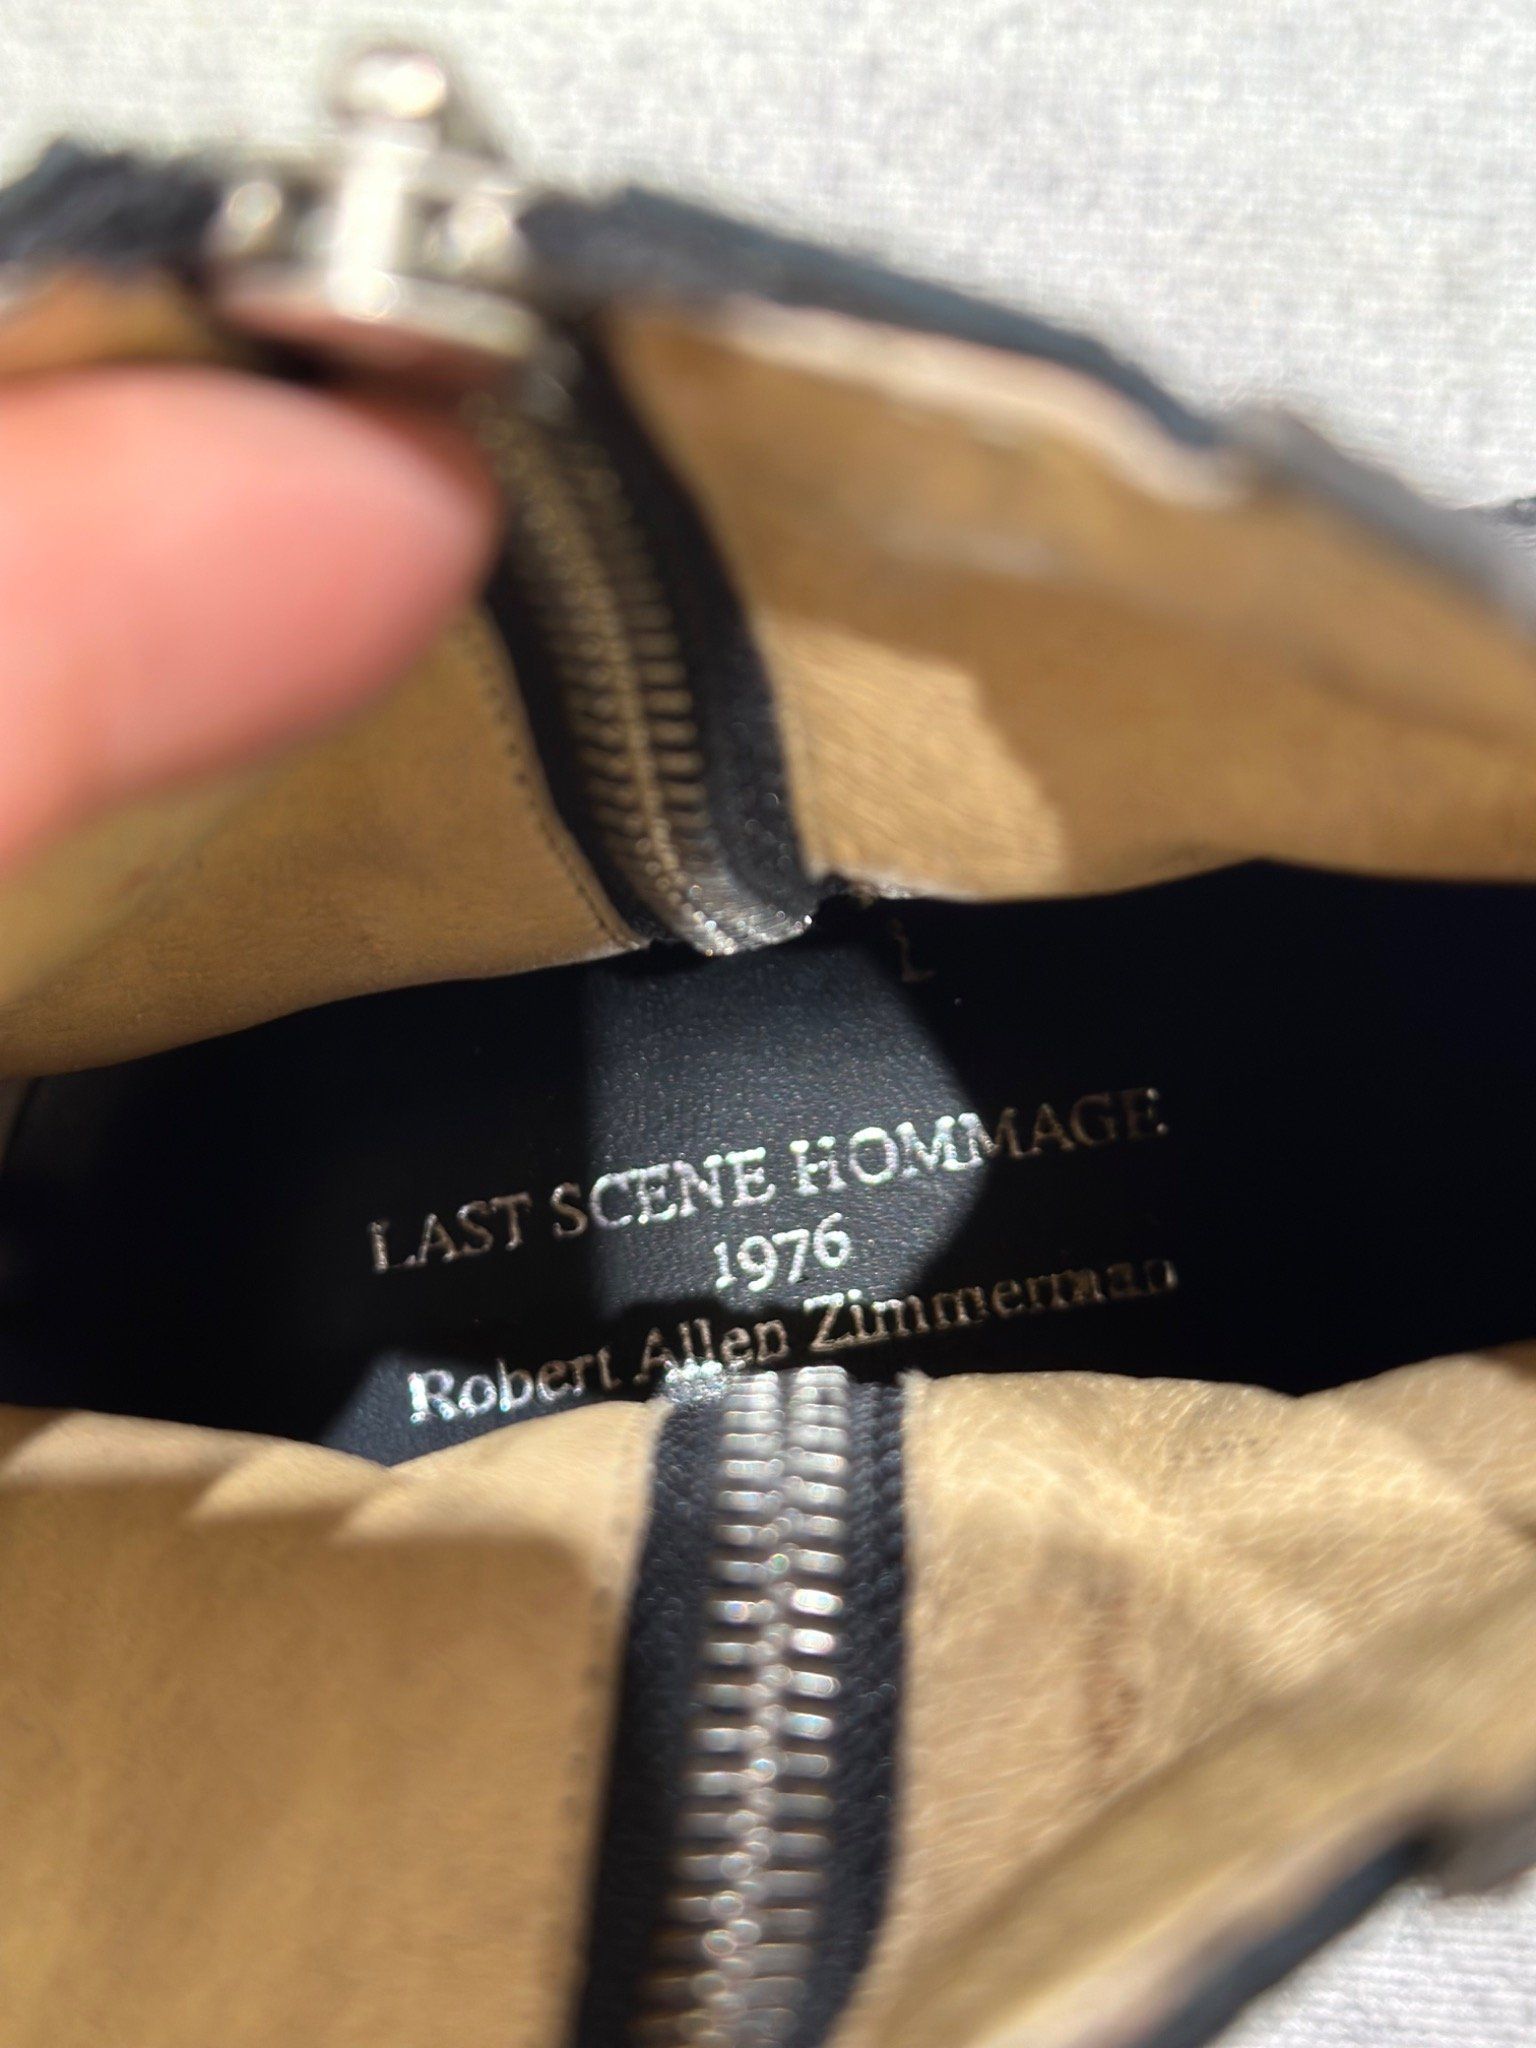 L
LAST SCENE HOMMAGE
1976
Robert Allen Zimmerman